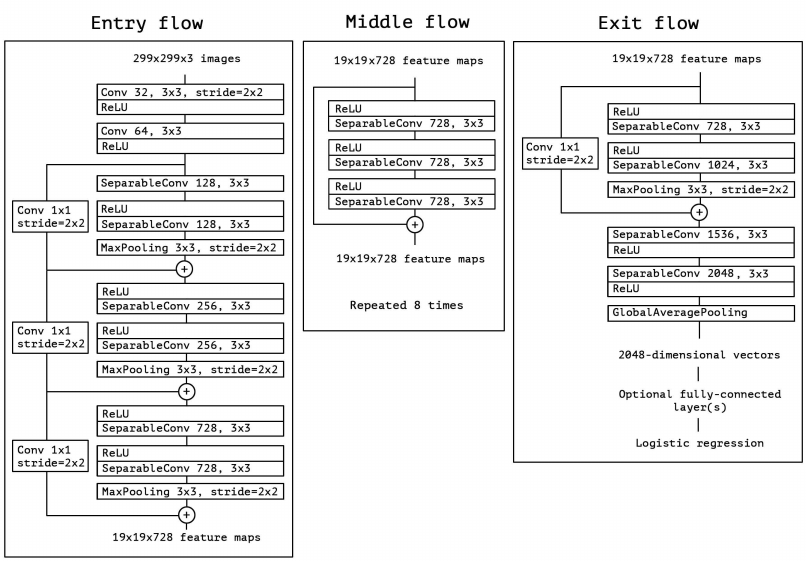 Entry flow
299x299x3 images
Conv 32, 3x3, stride=2x2
ReLU
Conv 64, 3x3
ReLU
SeparableConv 128, 3x3
Conv 1x1
stride=2x2
ReLU
SeparableConv 128, 3x3
MaxPooling 3x3, stride=2x2
+
ReLU
SeparableConv 256, 3x3
Conv 1x1
stride=2x2
ReLU
SeparableConv 256, 3x3
MaxPooling 3x3, stride=2x2
+
ReLU
SeparableConv 728, 3x3
Conv 1x1
stride=2x2
ReLU
SeparableConv 728, 3x3
MaxPooling 3x3, stride=2x2
+
19x19x728 feature maps
Middle flow
19x19x728 feature maps
ReLU
SeparableConv 728, 3x3
ReLU
SeparableConv 728, 3x3
ReLU
SeparableConv 728, 3x3
+
19x19x728 feature maps
Repeated 8 times
Exit flow
19x19x728 feature maps
ReLU
SeparableConv 728, 3x3
Conv 1x1
stride=2x2
ReLU
SeparableConv 1024, 3x3
MaxPooling 3x3, stride=2x2
+
SeparableConv 1536, 3x3
ReLU
SeparableConv 2048, 3x3
ReLU
GlobalAveragePooling
2048-dimensional vectors
Optional fully-connected
layer(s)
Logistic regression